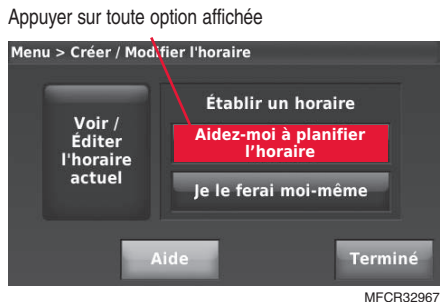 Appuyer sur toute option affichée
Menu > Créer / Modifier l'horaire
Voir /
Éditer
l'horaire
actuel
Établir un horaire
Aidez-moi à planifier
l’horaire
Je le ferai moi-même
Aide
Terminé
MFCR32967